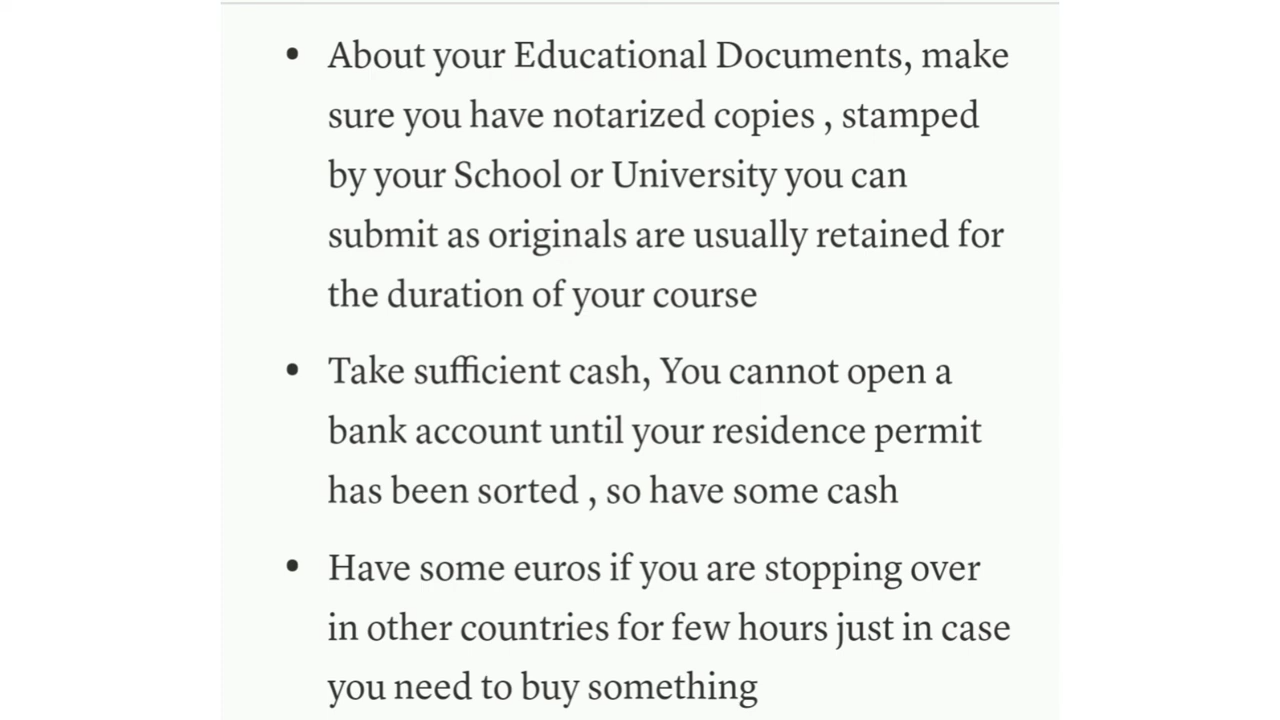 • About your Educational Documents, make
sure you have notarized copies , stamped
by your School or University you can
submit as originals are usually retained for
the duration of your course
• Take sufficient cash, You cannot open a
bank account until your residence permit
has been sorted , so have some cash
• Have some euros if you are stopping over
in other countries for few hours just in case
you need to buy something